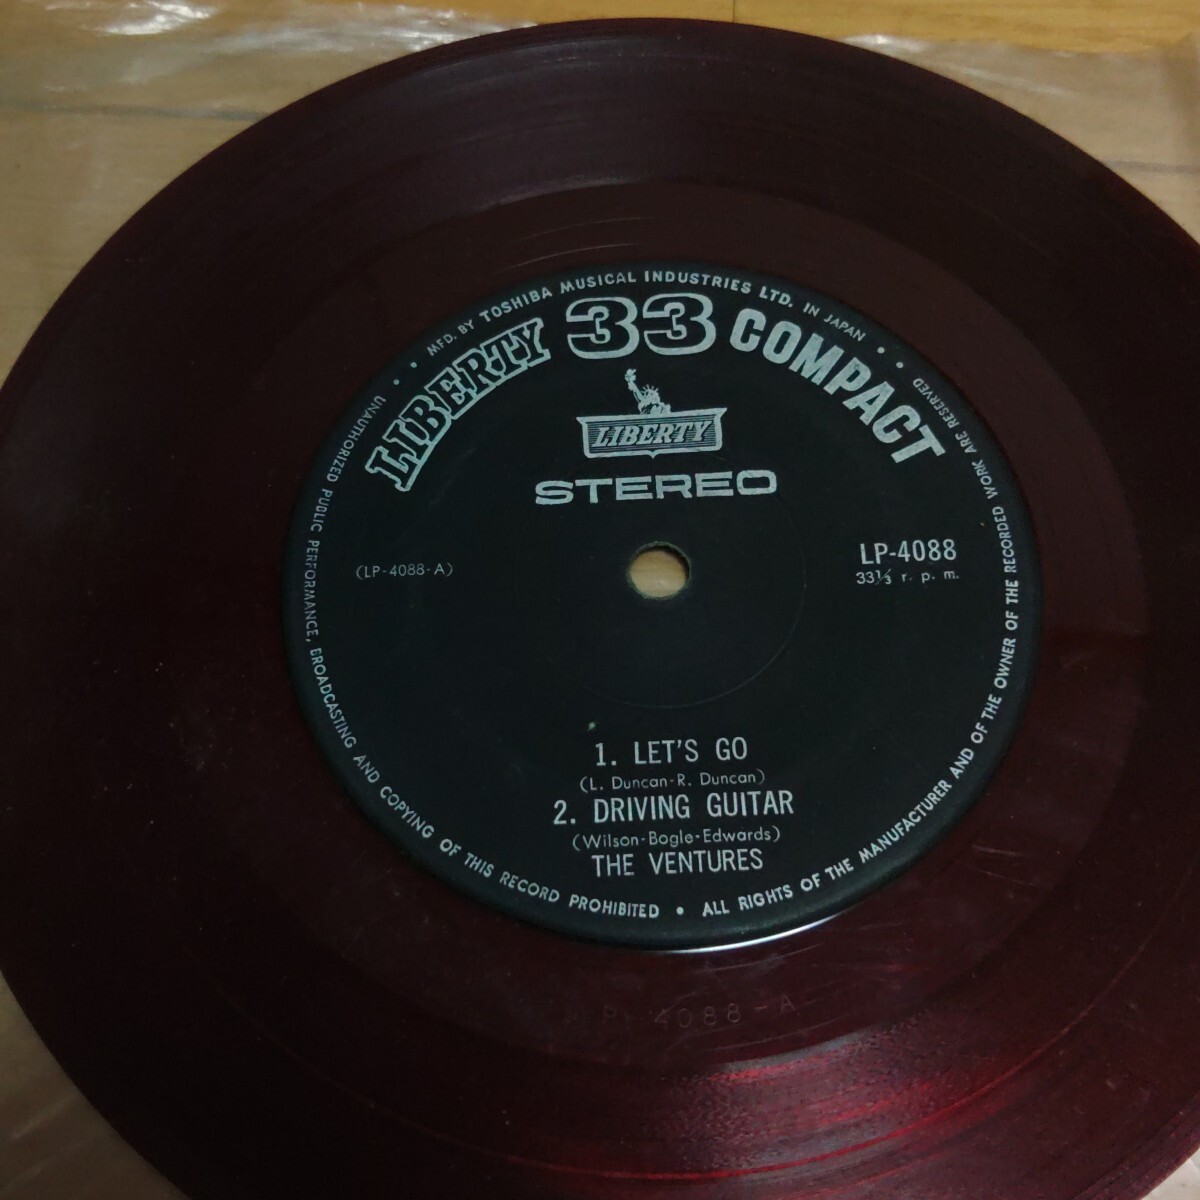 MFD. BY TOSHIBA MUSICAL INDUSTRIES LTD. IN JAPAN
LIBERTY 33 COMPACT
LIBERTY
STEREO
(LP-4088-A)
LP-4088
33⅓ r. p. m.
1. LET'S GO
(L. Duncan-R. Duncan)
2. DRIVING GUITAR
(Wilson-Bogle-Edwards)
THE VENTURES
UNAUTHORIZED PUBLIC PERFORMANCE, BROADCASTING AND COPYING OF THIS RECORD PROHIBITED • ALL RIGHTS OF THE MANUFACTURER AND OF THE OWNER OF THE RECORDED WORK ARE RESERVED
LP-4088-A